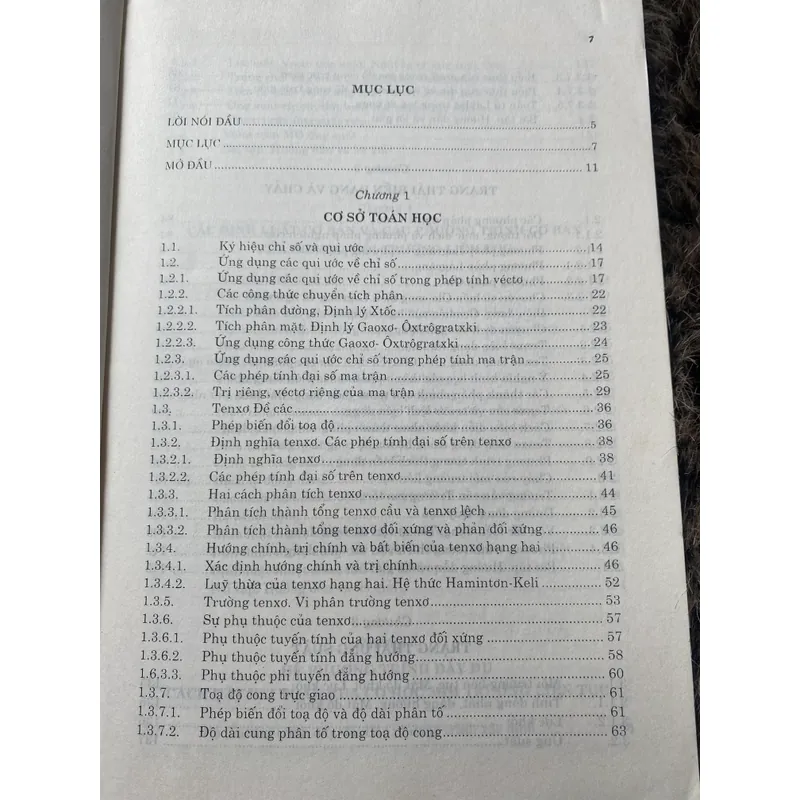 7
MỤC LỤC
LỜI NÓI ĐẦU 5
MỤC LỤC 7
MỞ ĐẦU 11
Chương 1
CƠ SỞ TOÁN HỌC
1.1. Ký hiệu chỉ số và qui ước 14
1.2. Ứng dụng các qui ước về chỉ số 17
1.2.1. Ứng dụng các qui ước về chỉ số trong phép tính véctơ 17
1.2.2. Các công thức chuyển tích phân 22
1.2.2.1. Tích phân đường, Định lý Xtốc 22
1.2.2.2. Tích phân mặt. Định lý Gaoxơ- Ôxtrôgratxki 23
1.2.2.3. Ứng dụng công thức Gaoxơ- Ôxtrôgratxki 24
1.2.3. Ứng dụng các qui ước chỉ số trong phép tính ma trận 25
1.2.3.1. Các phép tính đại số ma trận 25
1.2.3.2. Trị riêng, véctơ riêng của ma trận 29
1.3. Tenxơ Đề các 36
1.3.1. Phép biến đổi toạ độ 36
1.3.2. Định nghĩa tenxơ. Các phép tính đại số trên tenxơ 38
1.3.2.1. Định nghĩa tenxơ 38
1.3.2.2. Các phép tính đại số trên tenxơ 41
1.3.3. Hai cách phân tích tenxơ 44
1.3.3.1. Phân tích thành tổng tenxơ cầu và tenxơ lệch 45
1.3.3.2. Phân tích thành tổng tenxơ đối xứng và phản đối xứng 46
1.3.4. Hướng chính, trị chính và bất biến của tenxơ hạng hai 46
1.3.4.1. Xác định hướng chính và trị chính 46
1.3.4.2. Luỹ thừa của tenxơ hạng hai. Hệ thức Haminton-Keli 52
1.3.5. Trường tenxơ. Vi phân trường tenxơ 53
1.3.6. Sự phụ thuộc của tenxơ 57
1.3.6.1. Phụ thuộc tuyến tính của hai tenxơ đối xứng 57
1.3.6.2. Phụ thuộc tuyến tính đẳng hướng 58
1.6.3.3. Phụ thuộc phi tuyến đẳng hướng 60
1.3.7. Toạ độ cong trực giao 61
1.3.7.1. Phép biến đổi toạ độ và độ dài phân tố 61
1.3.7.2. Độ dài cung phân tố trong toạ độ cong 63